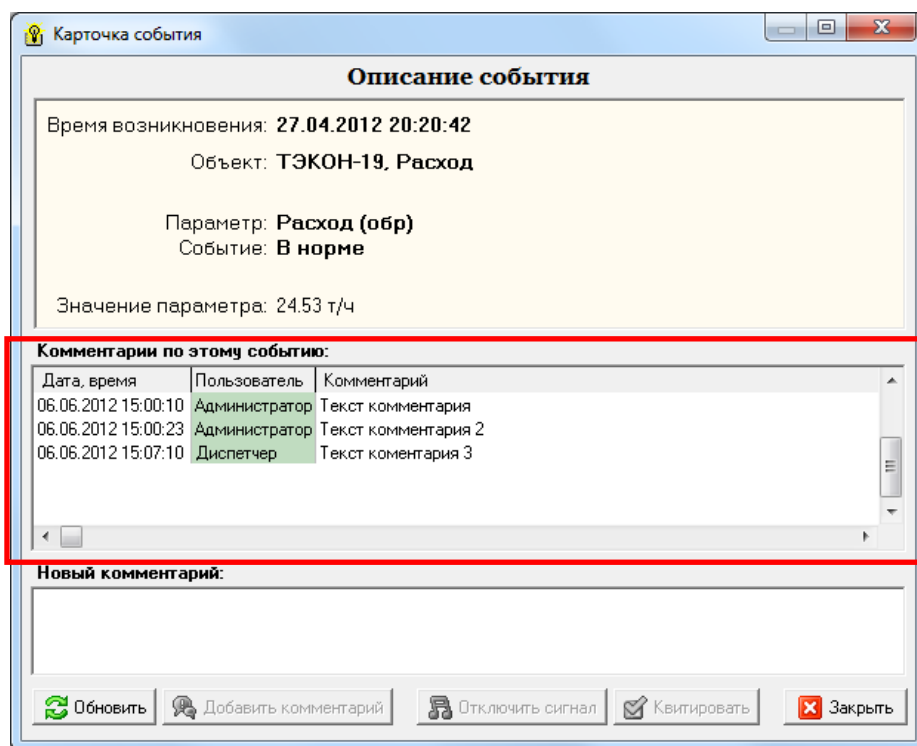 Карточка события
Описание события
Время возникновения: 27.04.2012 20:20:42
Объект: ТЭКОН-19, Расход
Параметр: Расход (обр)
Событие: В норме
Значение параметра: 24.53 т/ч
Комментарии по этому событию:
Дата, время Пользователь Комментарий
06.06.2012 15:00:10 Администратор Текст комментария
06.06.2012 15:00:23 Администратор Текст комментария 2
06.06.2012 15:07:10 Диспетчер Текст коментария 3
Новый комментарий:
Обновить Добавить комментарий Отключить сигнал Квитировать Закрыть